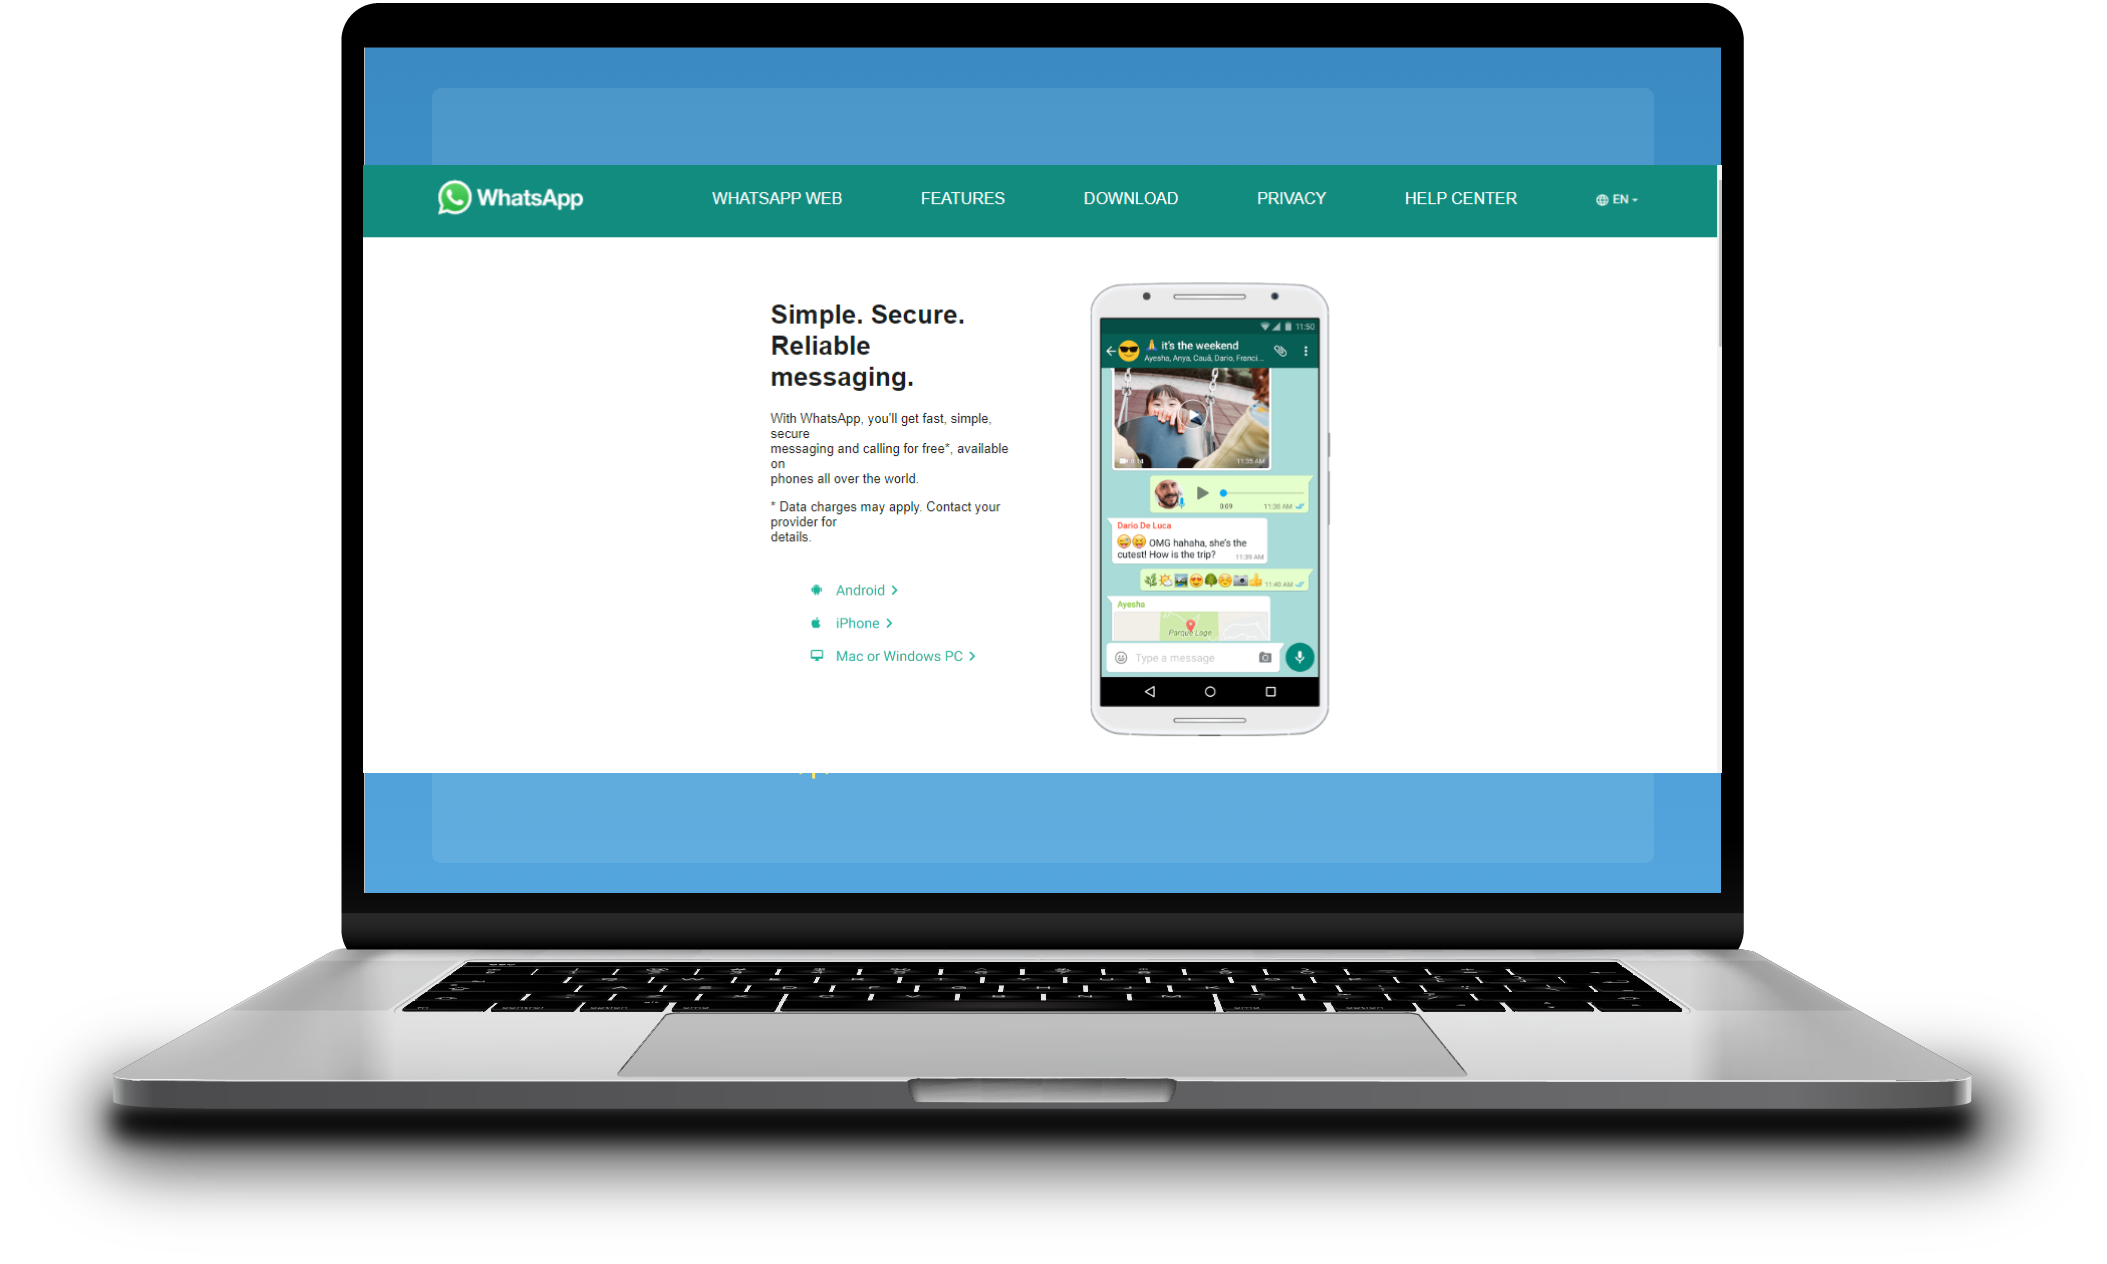 WhatsApp
WHATSAPP WEB
FEATURES
DOWNLOAD
PRIVACY
HELP CENTER
EN
Simple. Secure.
Reliable
messaging.
With WhatsApp, you'll get fast, simple,
secure
messaging and calling for free*, available
on
phones all over the world.
* Data charges may apply. Contact your
provider for
details.
Android
iPhone
Mac or Windows PC
11:50
🙏 it's the weekend
Ayesha, Anya, Cauã, Dario, Frenci...
0:14
11:35 AM
0:09
11:38 AM
Dario De Luca
😜😝 OMG hahaha, she's the
cutest! How is the trip?
11:39 AM
11:40 AM
Ayesha
Parque Lage
Type a message